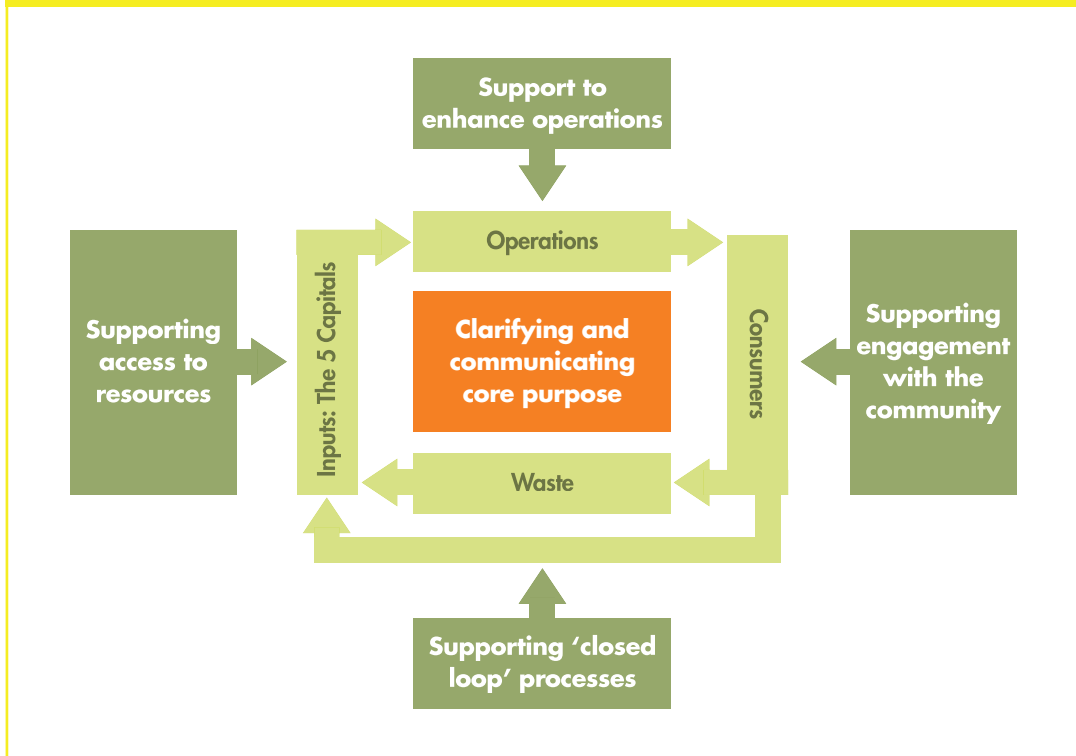 Support to
enhance operations
Operations
Supporting
access to
resources
Inputs: The 5 Capitals
Clarifying and
communicating
core purpose
Consumers
Supporting
engagement
with the
community
Waste
Supporting ‘closed
loop’ processes